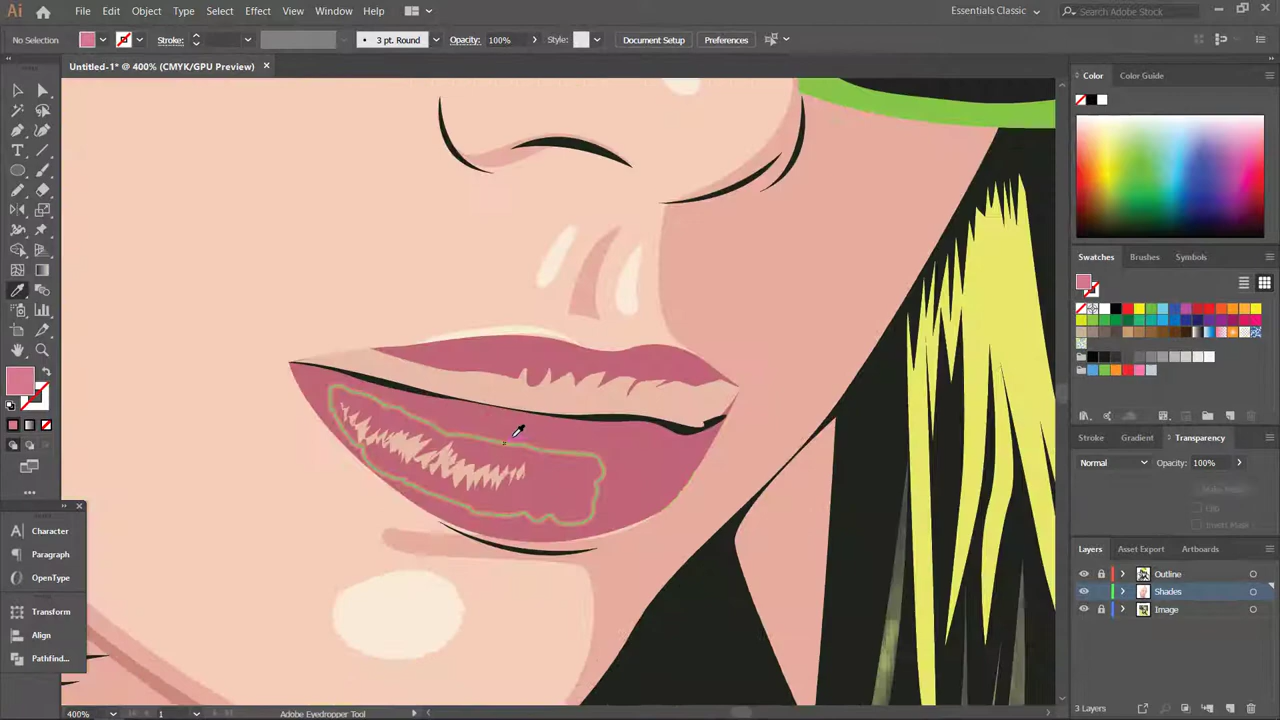 Ai File Edit Object Type Select Effect View Window Help Essentials Classic Search Adobe Stock
No Selection Stroke: 3 pt. Round Opacity: 100% Style: Document Setup Preferences
Untitled-1* @ 400% (CMYK/GPU Preview)
Color Color Guide
Swatches Brushes Symbols
Stroke Gradient Transparency
Normal Opacity: 100%
Invert Mask
Character
Paragraph
OpenType
Transform
Align
Pathfind...
Layers Asset Export Artboards
Outline
Shades
Image
3 Layers
400% 1 Adobe Eyedropper Tool